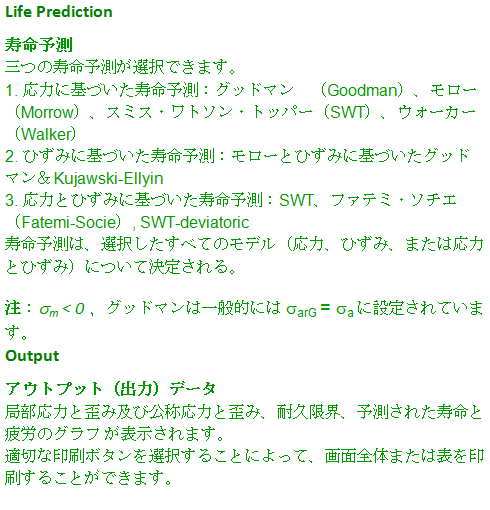 Life Prediction
寿命予測
三つの寿命予測が選択できます。
1. 応力に基づいた寿命予測：グッドマン　（Goodman）、モロー
（Morrow）、スミス・ワトソン・トッパー（SWT）、ウォーカー
（Walker）
2. ひずみに基づいた寿命予測：モローとひずみに基づいたグッド
マン＆Kujawski-Ellyin
3. 応力とひずみに基づいた寿命予測：SWT、ファテミ・ソチエ
（Fatemi-Socie）, SWT-deviatoric
寿命予測は、選択したすべてのモデル（応力、ひずみ、または応力
とひずみ）について決定される。
注：σm < 0 、グッドマンは一般的には σarG = σa に設定されていま
す。
Output
アウトプット（出力）データ
局部応力と歪み及び公称応力と歪み、耐久限界、予測された寿命と
疲労のグラフ が表示されます。
適切な印刷ボタンを選択することによって、画面全体または表を印
刷することができます。